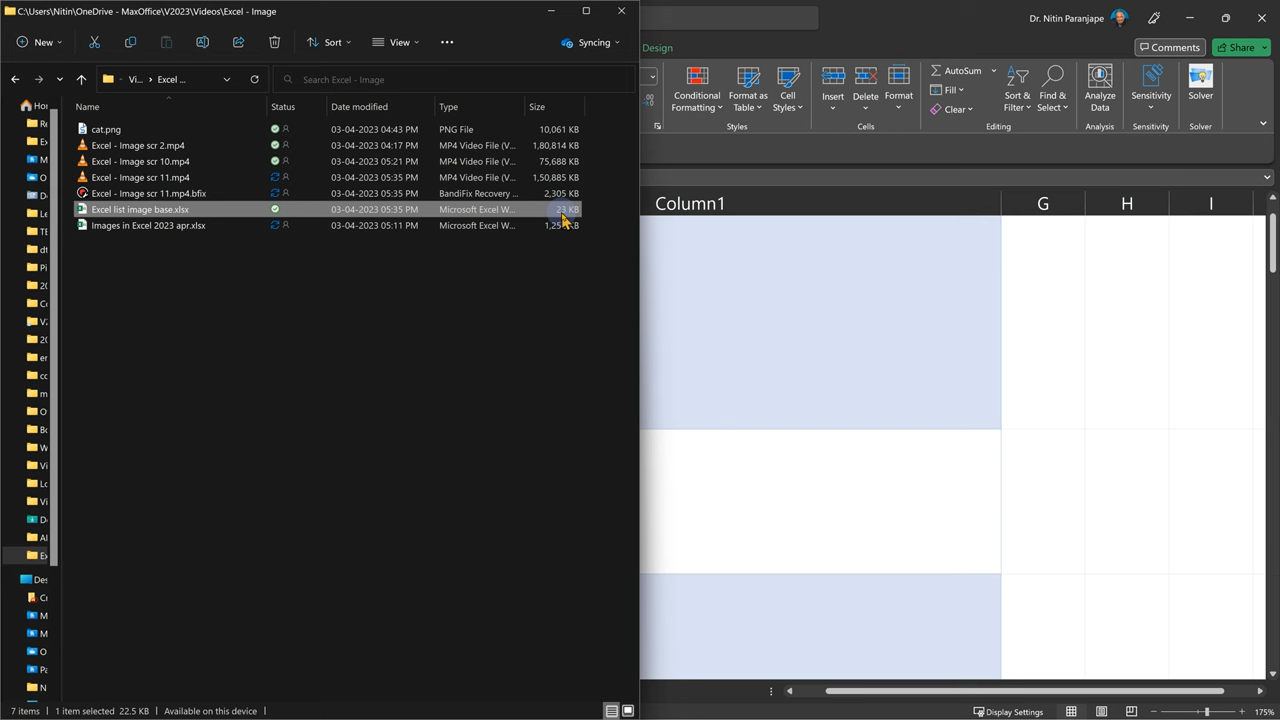 C:\Users\Nitin\OneDrive - MaxOffice\V2023\Videos\Excel - Image
Dr. Nitin Paranjape
New Sort View ••• Syncing
Design
Comments Share
Vi... Excel ... Search Excel - Image
AutoSum
Fill
Clear
Conditional Formatting
Format as Table
Cell Styles
Insert
Delete
Format
Sort & Filter
Find & Select
Analyze Data
Sensitivity
Solver
Styles Cells Editing Analysis Sensitivity Solver
Name Status Date modified Type Size
cat.png 03-04-2023 04:43 PM PNG File 10,061 KB
Excel - Image scr 2.mp4 03-04-2023 04:17 PM MP4 Video File (V... 1,80,814 KB
Excel - Image scr 10.mp4 03-04-2023 05:21 PM MP4 Video File (V... 75,688 KB
Excel - Image scr 11.mp4 03-04-2023 05:35 PM MP4 Video File (V... 1,50,885 KB
Excel - Image scr 11.mp4.bfix 03-04-2023 05:35 PM BandiFix Recovery ... 2,305 KB
Excel list image base.xlsx 03-04-2023 05:35 PM Microsoft Excel W... 23 KB
Images in Excel 2023 apr.xlsx 03-04-2023 05:11 PM Microsoft Excel W...
Column1 G H I
7 items 1 item selected 22.5 KB Available on this device
Display Settings 175%